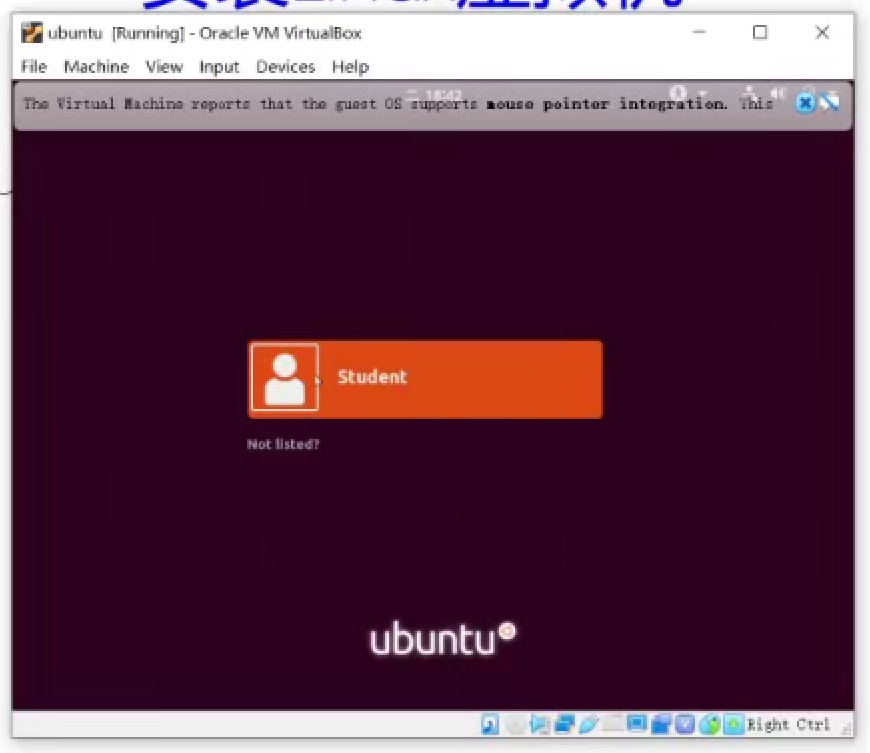 ubuntu [Running] - Oracle VM VirtualBox
File Machine View Input Devices Help
The Virtual Machine reports that the guest OS supports mouse pointer integration. This
18:42
Student
Not listed?
ubuntu
Right Ctrl